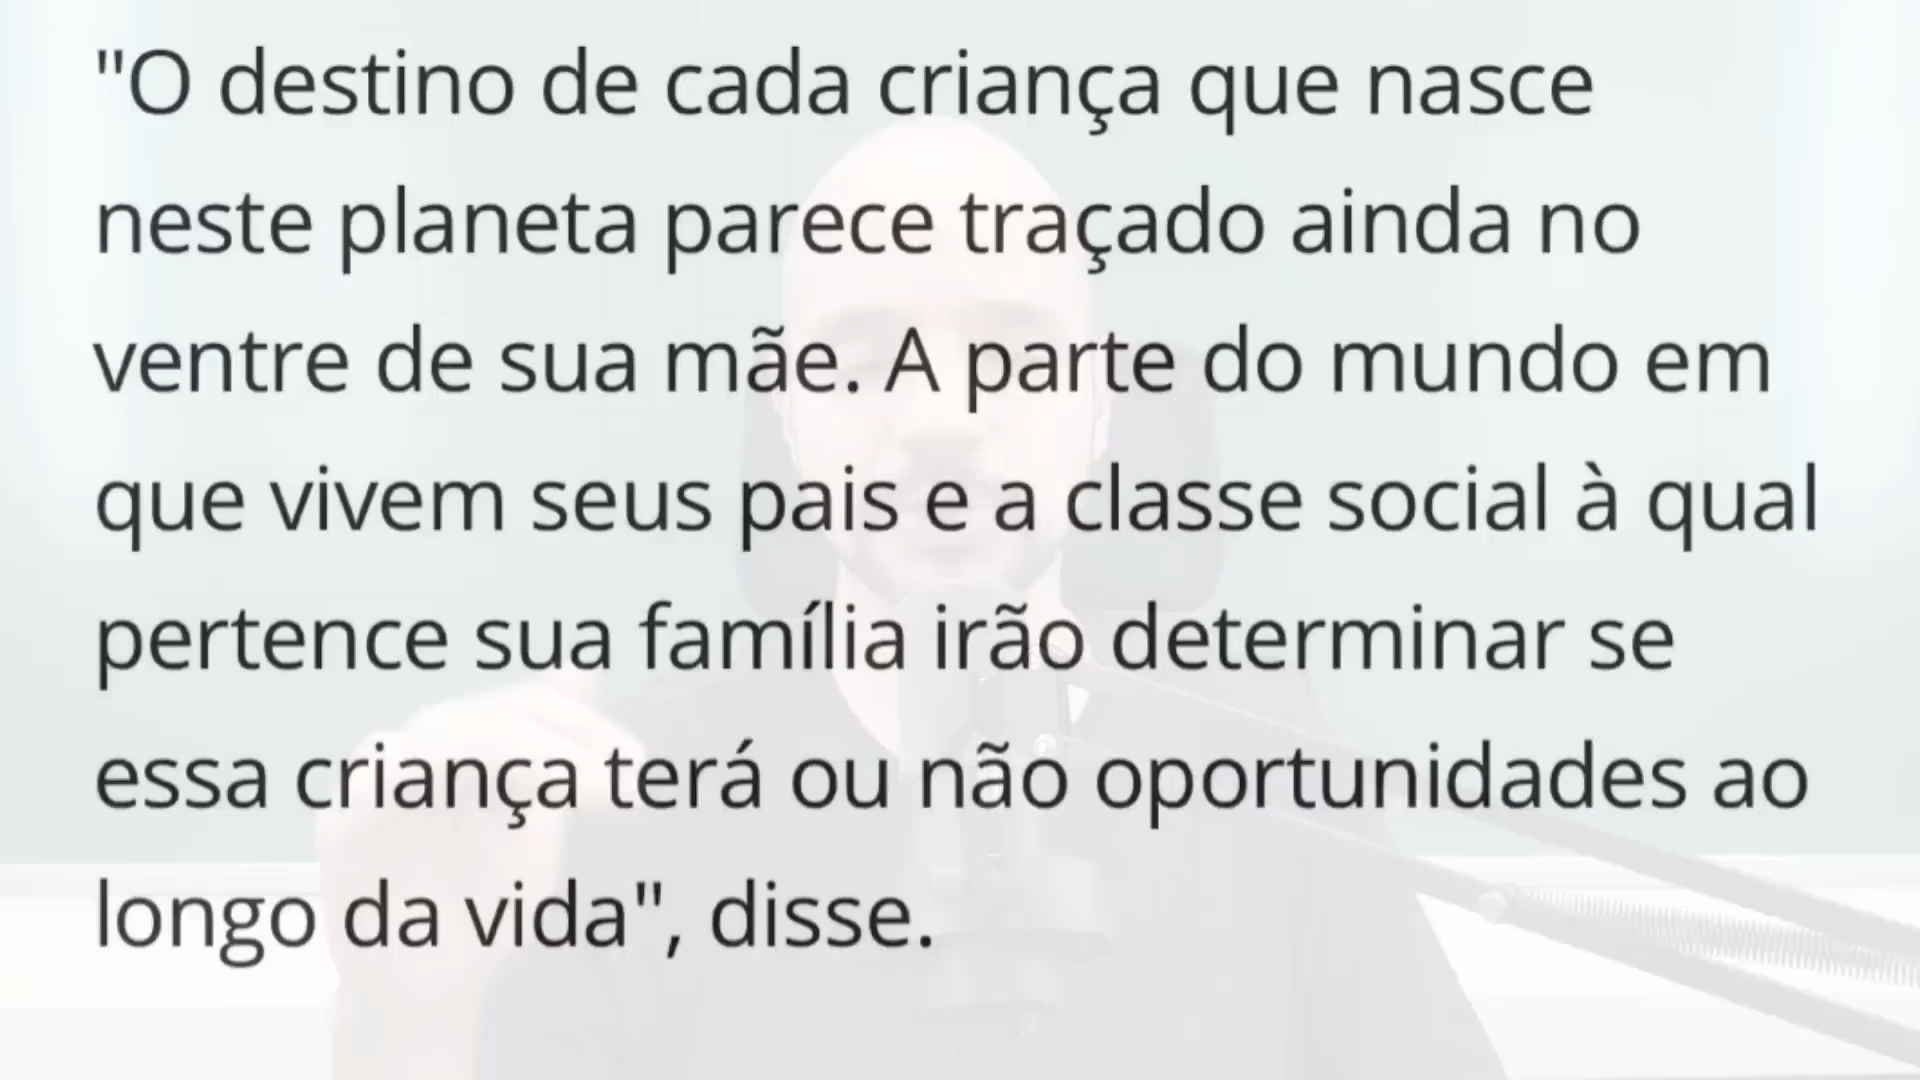 "O destino de cada criança que nasce
neste planeta parece traçado ainda no
ventre de sua mãe. A parte do mundo em
que vivem seus pais e a classe social à qual
pertence sua família irão determinar se
essa criança terá ou não oportunidades ao
longo da vida", disse.